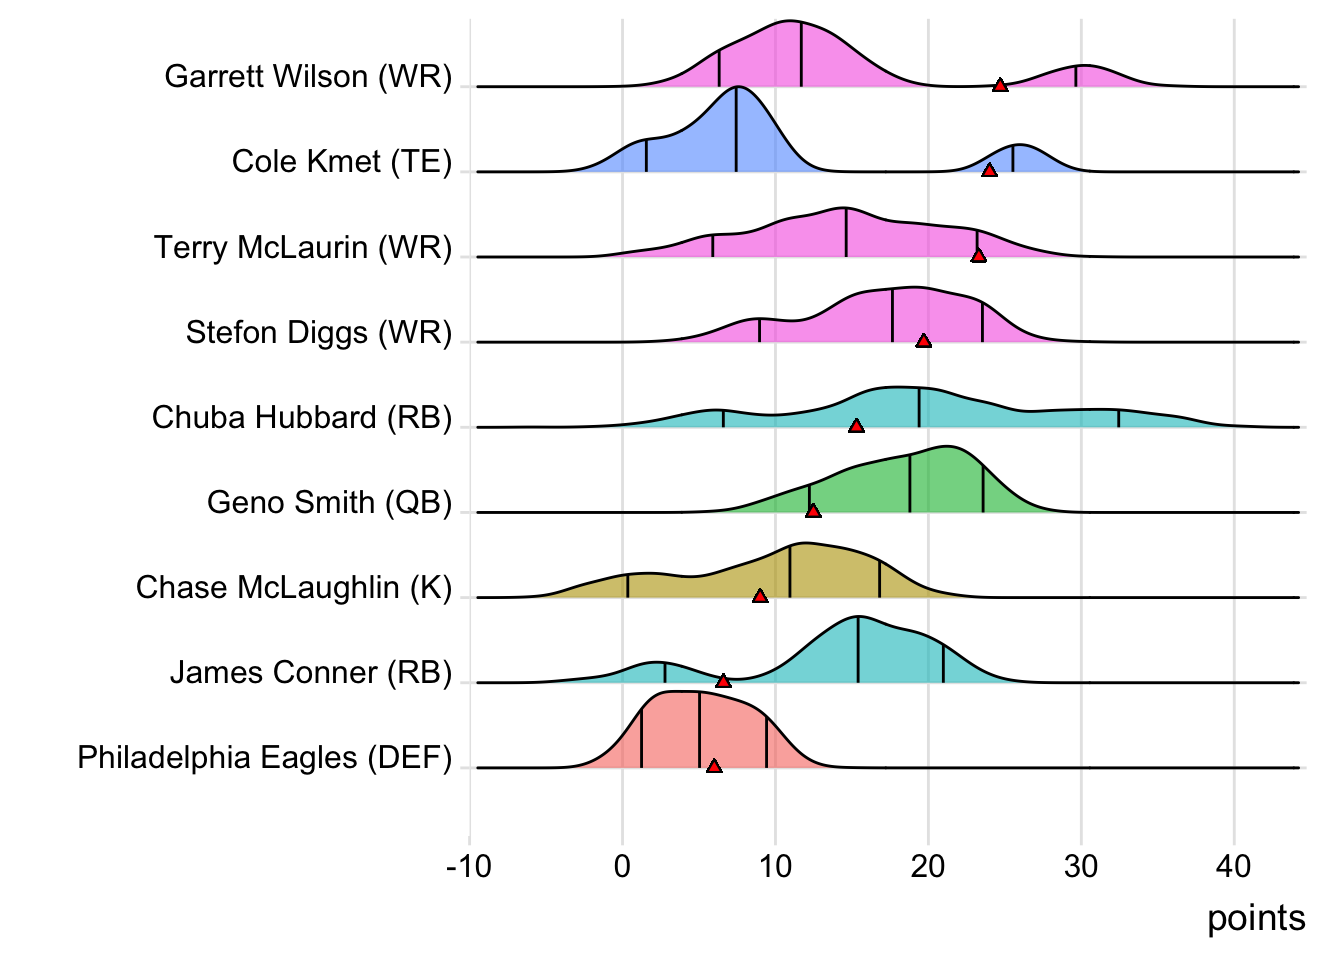 Garrett Wilson (WR)
Cole Kmet (TE)
Terry McLaurin (WR)
Stefon Diggs (WR)
Chuba Hubbard (RB)
Geno Smith (QB)
Chase McLaughlin (K)
James Conner (RB)
Philadelphia Eagles (DEF)
-10 0 10 20 30 40
points